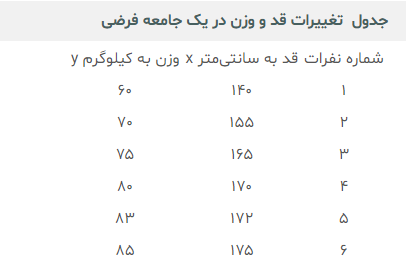 جدول تغییرات قد و وزن در یک جامعه فرضی
شماره نفرات قد به سانتی‌متر x وزن به کیلوگرم y
۱ ۱۴۰ ۶۰
۲ ۱۵۵ ۷۰
۳ ۱۶۵ ۷۵
۴ ۱۷۰ ۸۰
۵ ۱۷۲ ۸۳
۶ ۱۷۵ ۸۵